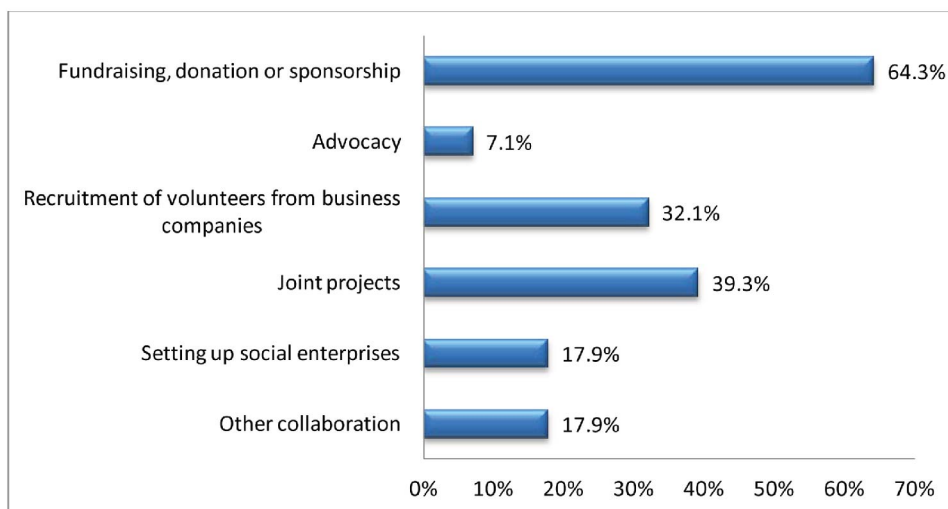 Fundraising, donation or sponsorship
64.3%
Advocacy
7.1%
Recruitment of volunteers from business
companies
32.1%
Joint projects
39.3%
Setting up social enterprises
17.9%
Other collaboration
17.9%
0% 10% 20% 30% 40% 50% 60% 70%